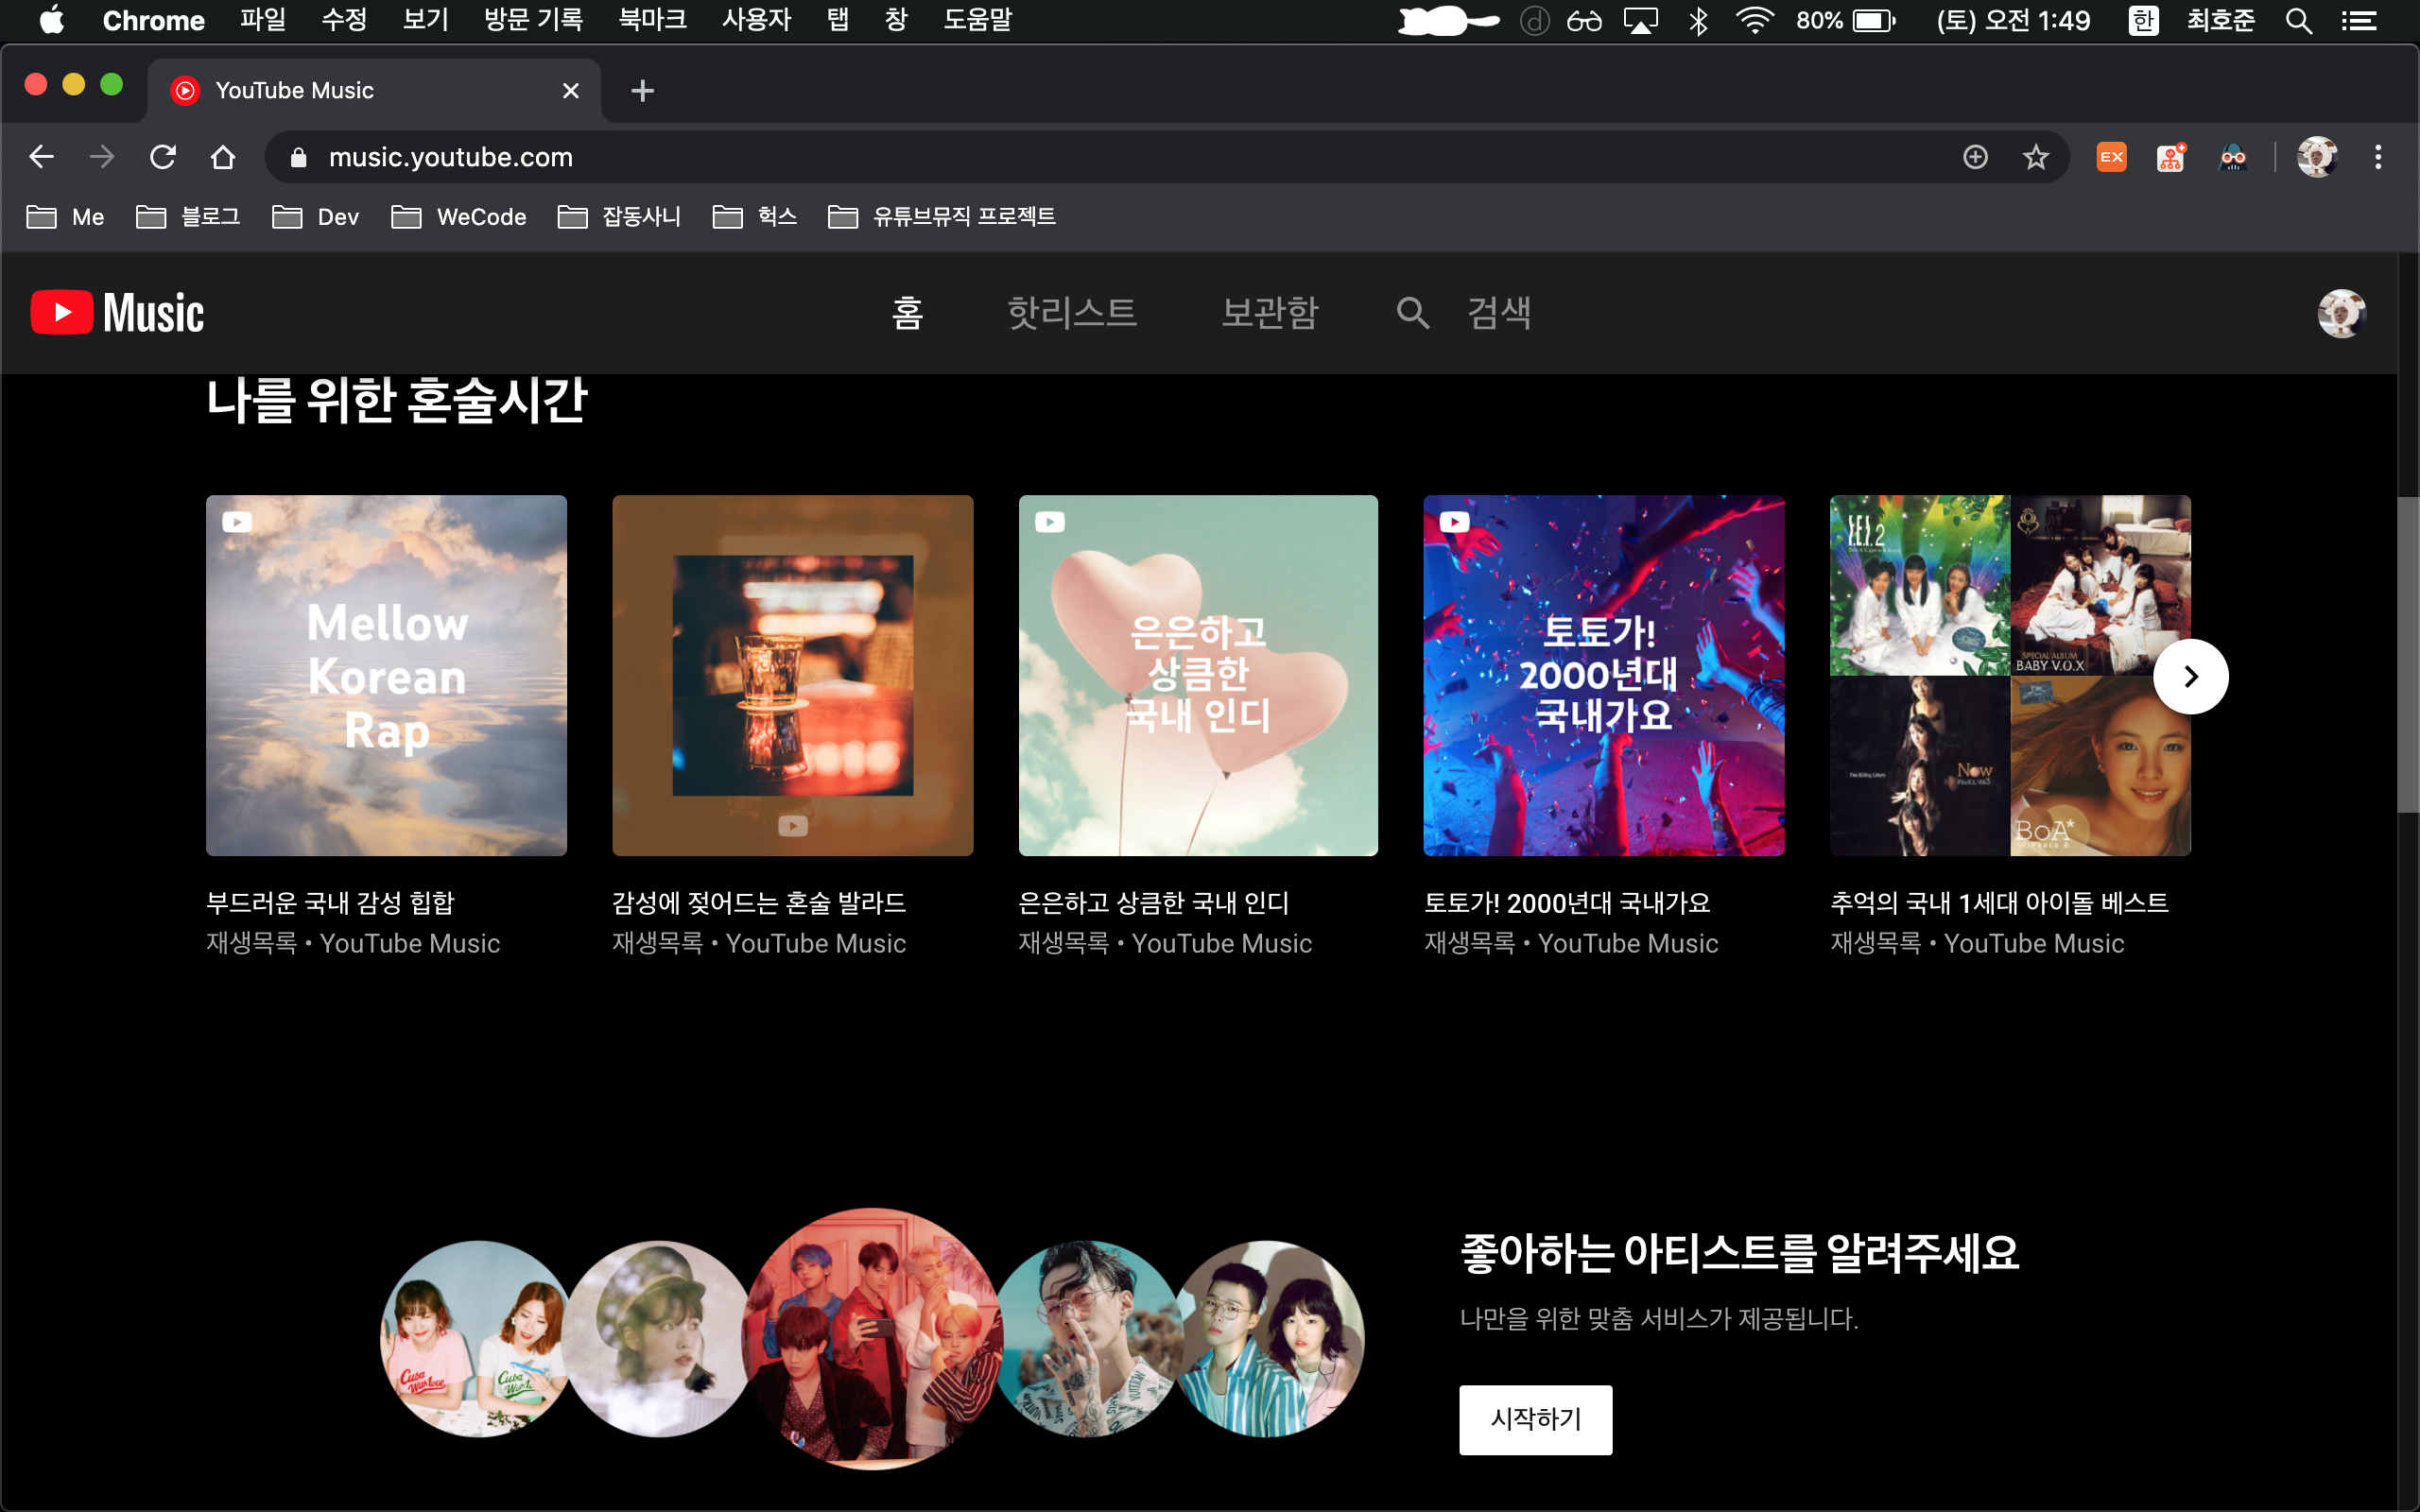 Chrome 파일 수정 보기 방문 기록 북마크 사용자 탭 창 도움말 80% (토) 오전 1:49 한 최호준
YouTube Music
music.youtube.com EX
Me 블로그 Dev WeCode 잡동사니 헉스 유튜브뮤직 프로젝트
Music 홈 핫리스트 보관함 검색
나를 위한 혼술시간
Mellow
Korean
Rap
은은하고
상큼한
국내 인디
토토가!
2000년대
국내가요
S.E.S. 2
SPECIAL ALBUM
BABY V.O.X
Now
BoA
부드러운 국내 감성 힙합
재생목록 • YouTube Music
감성에 젖어드는 혼술 발라드
재생목록 • YouTube Music
은은하고 상큼한 국내 인디
재생목록 • YouTube Music
토토가! 2000년대 국내가요
재생목록 • YouTube Music
추억의 국내 1세대 아이돌 베스트
재생목록 • YouTube Music
Cuba
With Love
Cuba
좋아하는 아티스트를 알려주세요
나만을 위한 맞춤 서비스가 제공됩니다.
시작하기